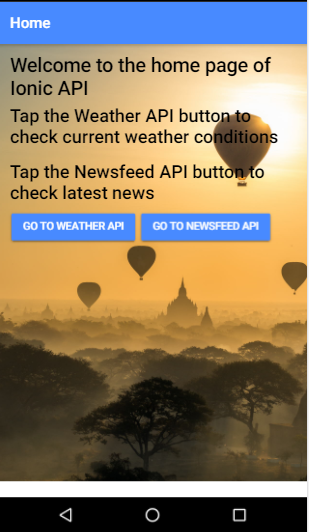 Home
Welcome to the home page of
Ionic API
Tap the Weather API button to
check current weather conditions
Tap the Newsfeed API button to
check latest news
GO TO WEATHER API GO TO NEWSFEED API